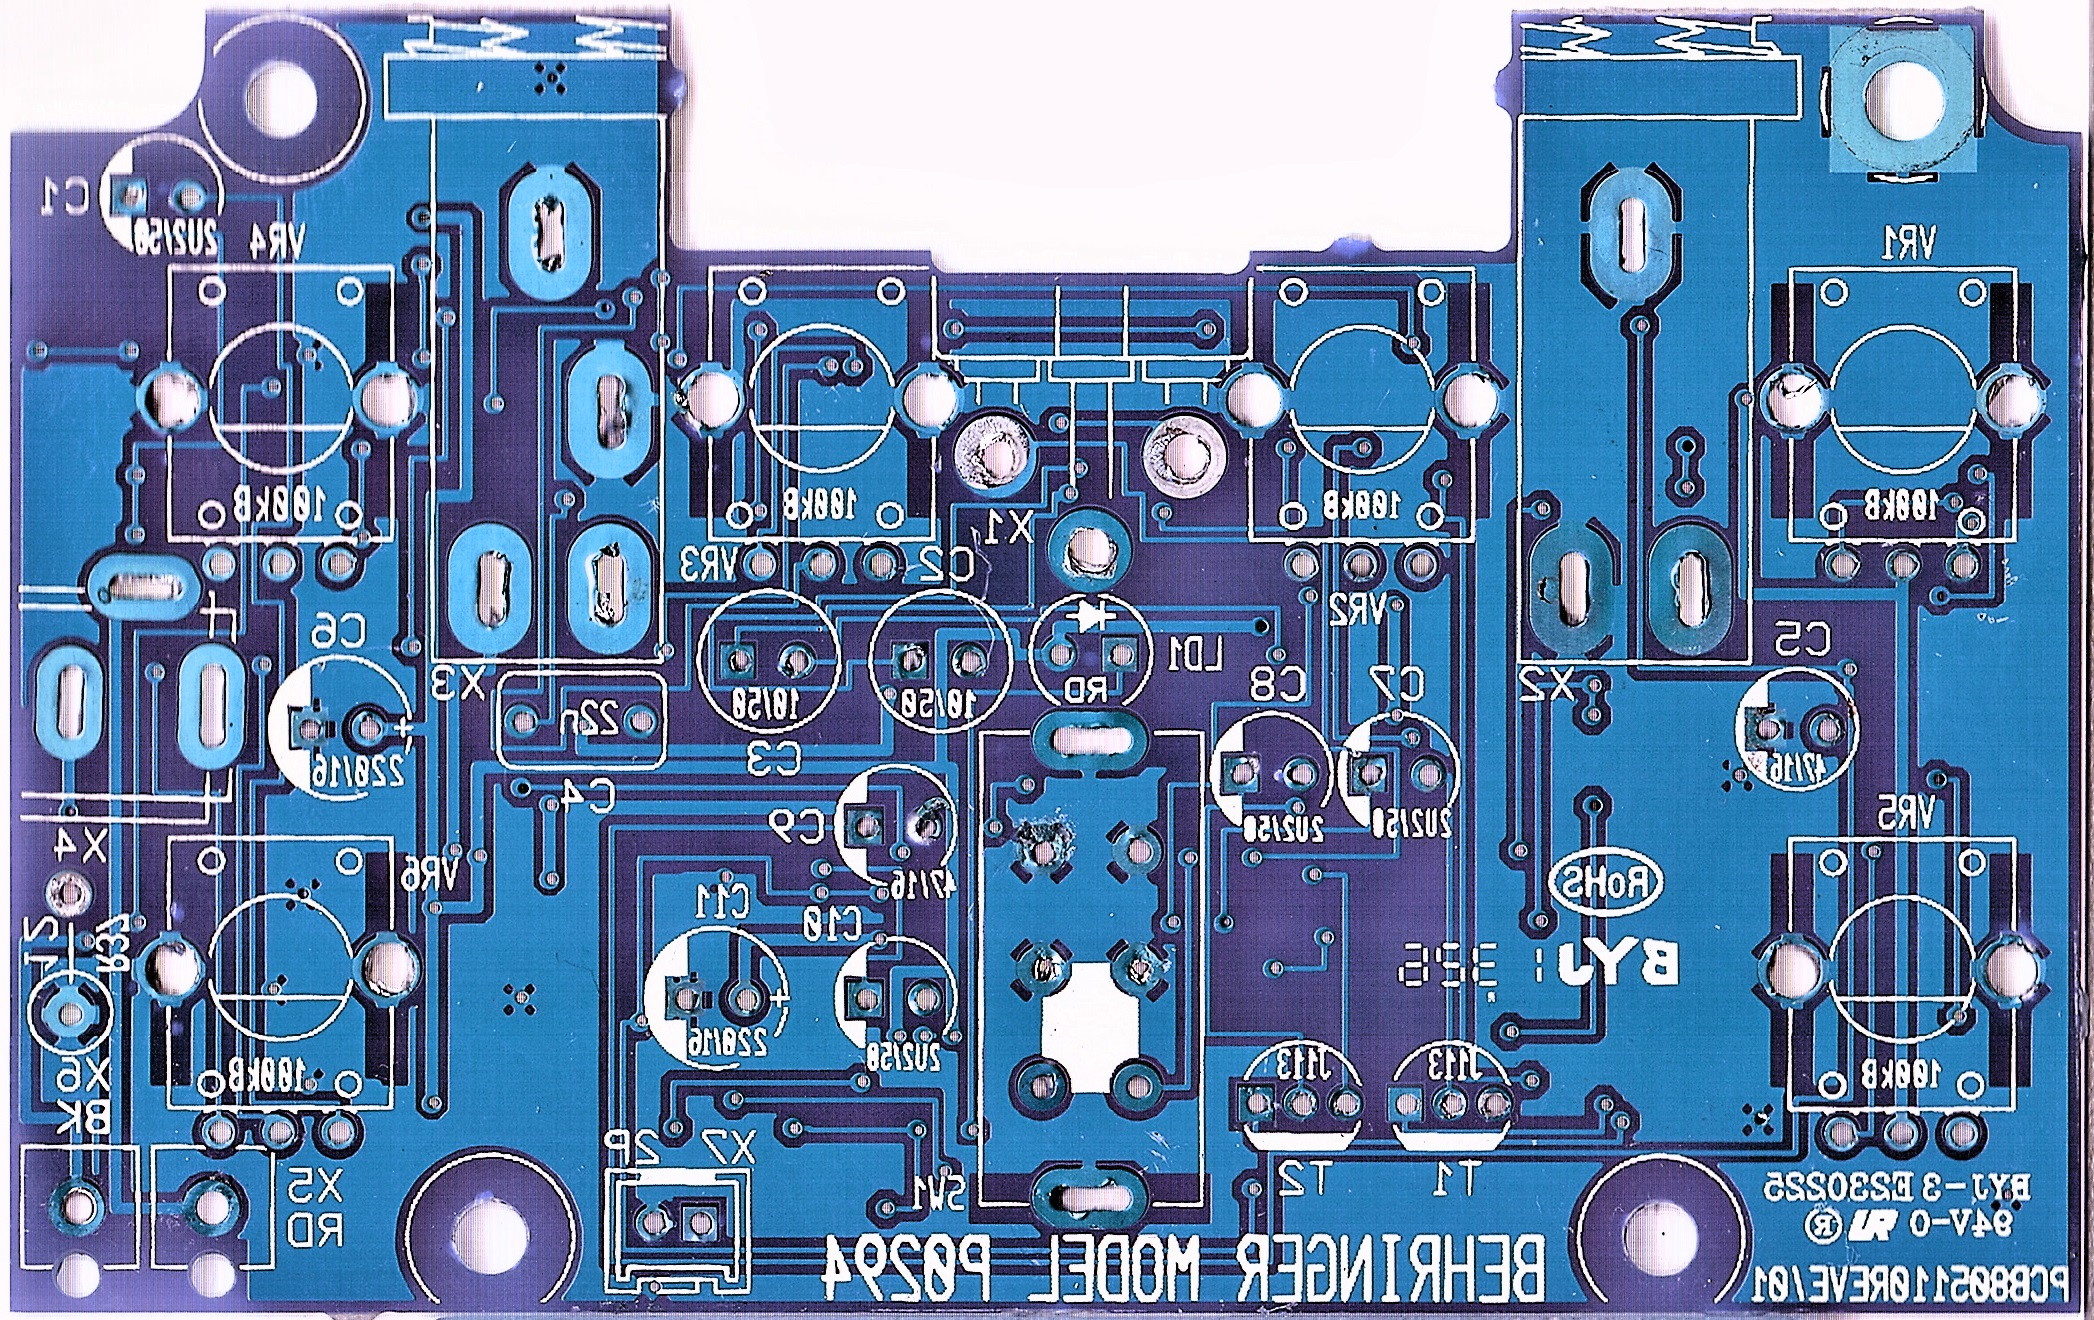 C1
2U2/50
VR4
VR1
100kB
100kB
100kB
100kB
X1
VR3
C2
VR2
C6
C5
LD1
RD
X3
C8
C7
X2
22n
10/50
10/50
220/16
47/16
C3
C4
2U2/50
2U2/50
VR5
C9
X4
VR6
47/16
RoHS
C11
C10
L2
R37
BYJ
220/16
2U2/50
J113
J113
X6
BK
100kB
100kB
2P
X7
T2
T1
X5
RD
SW1
BYJ-3 E230225
94V-0
BEHRINGER MODEL P0294
PCB805110REVE/01